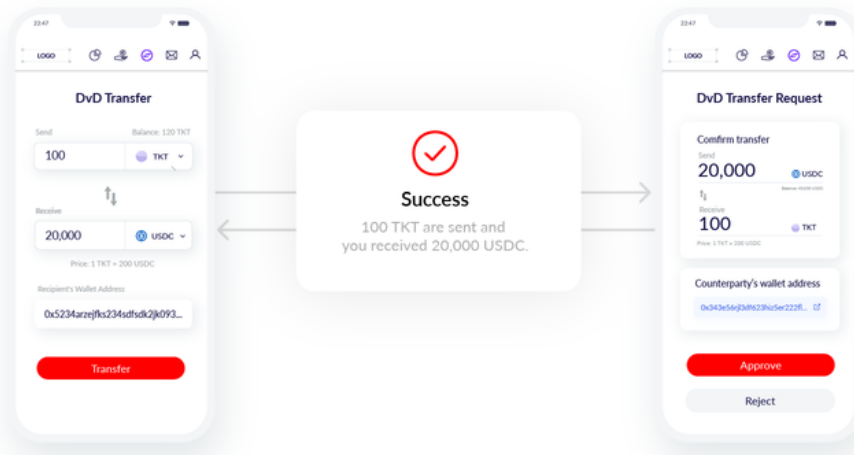 22:47
LOGO
DvD Transfer
Send
Balance: 120 TKT
100
TKT
Receive
20,000
USDC
Price: 1 TKT = 200 USDC
Recipient's Wallet Address
0x5234arzejfks234sdfsdk2jk093...
Transfer
Success
100 TKT are sent and
you received 20,000 USDC.
22:47
LOGO
DvD Transfer Request
Comfirm transfer
Send
20,000
USDC
Receive
100
TKT
Price: 1 TKT = 200 USDC
Counterparty's wallet address
Approve
Reject